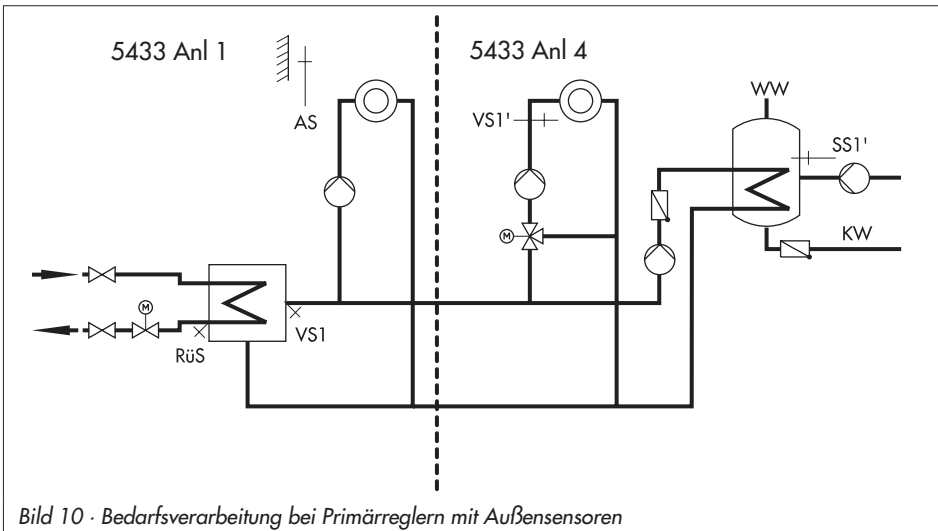 5433 Anl 1
5433 Anl 4
AS
VS1'
WW
SS1'
M
KW
M
VS1
RüS
Bild 10 · Bedarfsverarbeitung bei Primärreglern mit Außensensoren